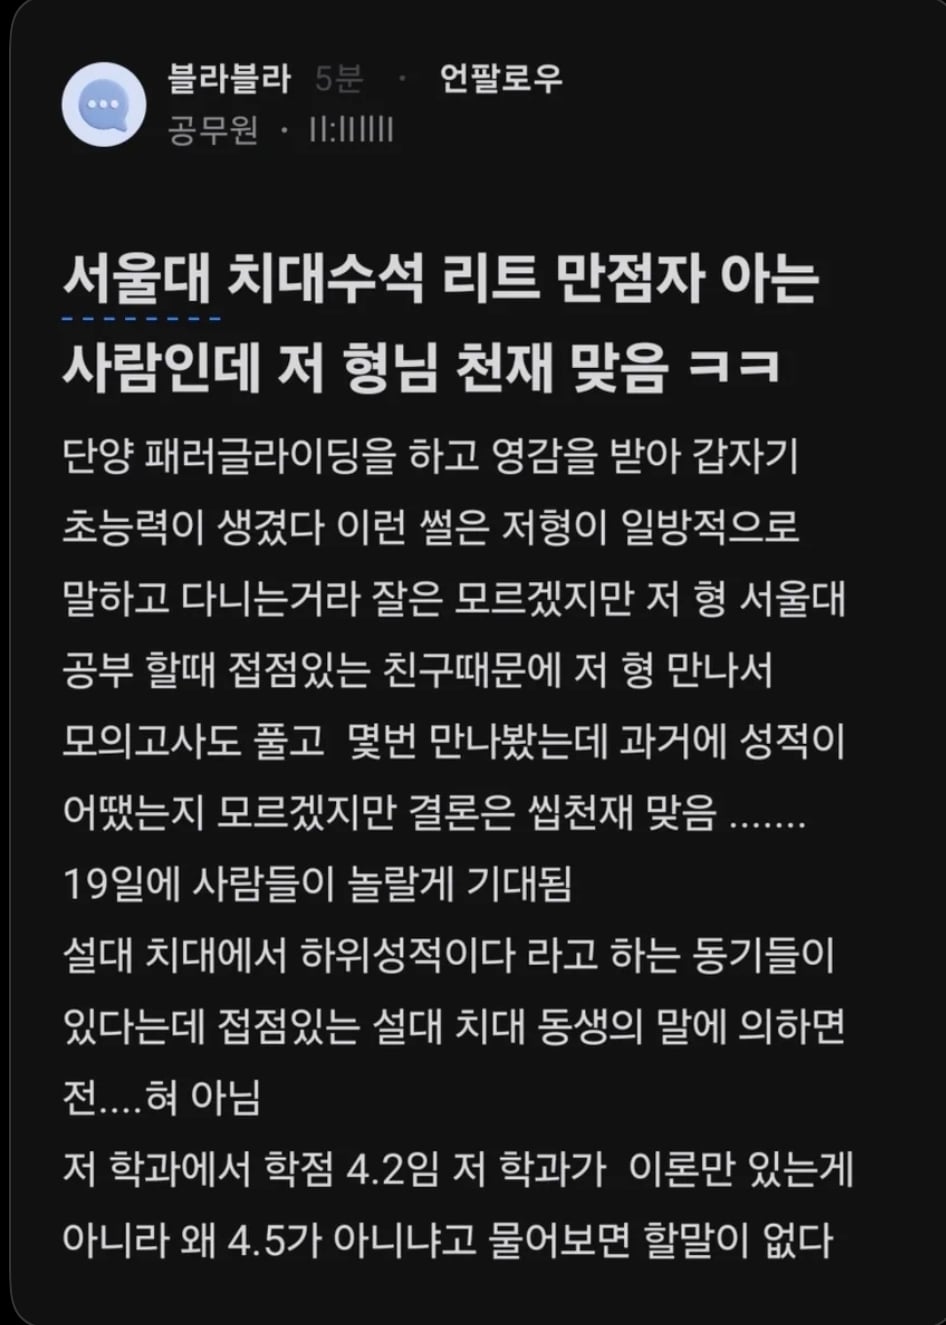 블라블라 5분 · 언팔로우
공무원 · ll:llllll
서울대 치대수석 리트 만점자 아는
사람인데 저 형님 천재 맞음 ㅋㅋ
단양 패러글라이딩을 하고 영감을 받아 갑자기
초능력이 생겼다 이런 썰은 저형이 일방적으로
말하고 다니는거라 잘은 모르겠지만 저 형 서울대
공부 할때 접점있는 친구때문에 저 형 만나서
모의고사도 풀고 몇번 만나봤는데 과거에 성적이
어땠는지 모르겠지만 결론은 씹천재 맞음 .......
19일에 사람들이 놀랄게 기대됨
설대 치대에서 하위성적이다 라고 하는 동기들이
있다는데 접점있는 설대 치대 동생의 말에 의하면
전....혀 아님
저 학과에서 학점 4.2임 저 학과가 이론만 있는게
아니라 왜 4.5가 아니냐고 물어보면 할말이 없다